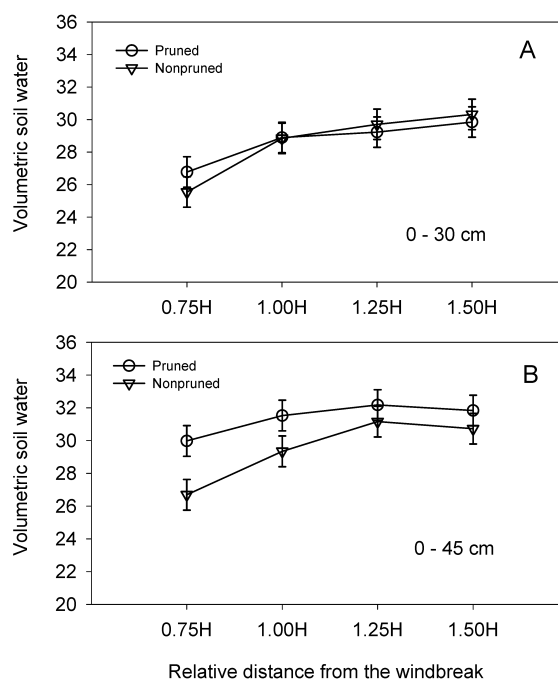 36
34
32
30
28
26
24
22
20
Volumetric soil water
Pruned
Nonpruned
A
0 - 30 cm
0.75H 1.00H 1.25H 1.50H
36
34
32
30
28
26
24
22
20
Volumetric soil water
Pruned
Nonpruned
B
0 - 45 cm
0.75H 1.00H 1.25H 1.50H
Relative distance from the windbreak